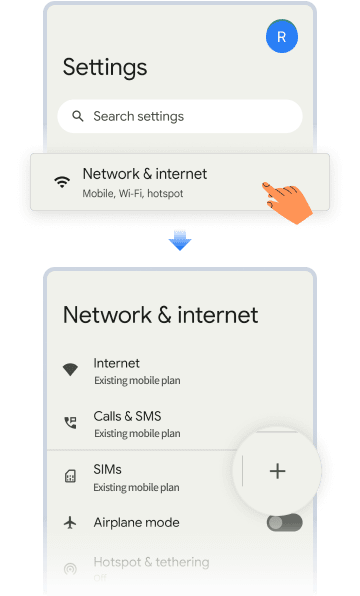 R
Settings
Search settings
Network & internet
Mobile, Wi-Fi, hotspot
Network & internet
Internet
Existing mobile plan
Calls & SMS
Existing mobile plan
SIMs
Existing mobile plan
+
Airplane mode
Hotspot & tethering
Off